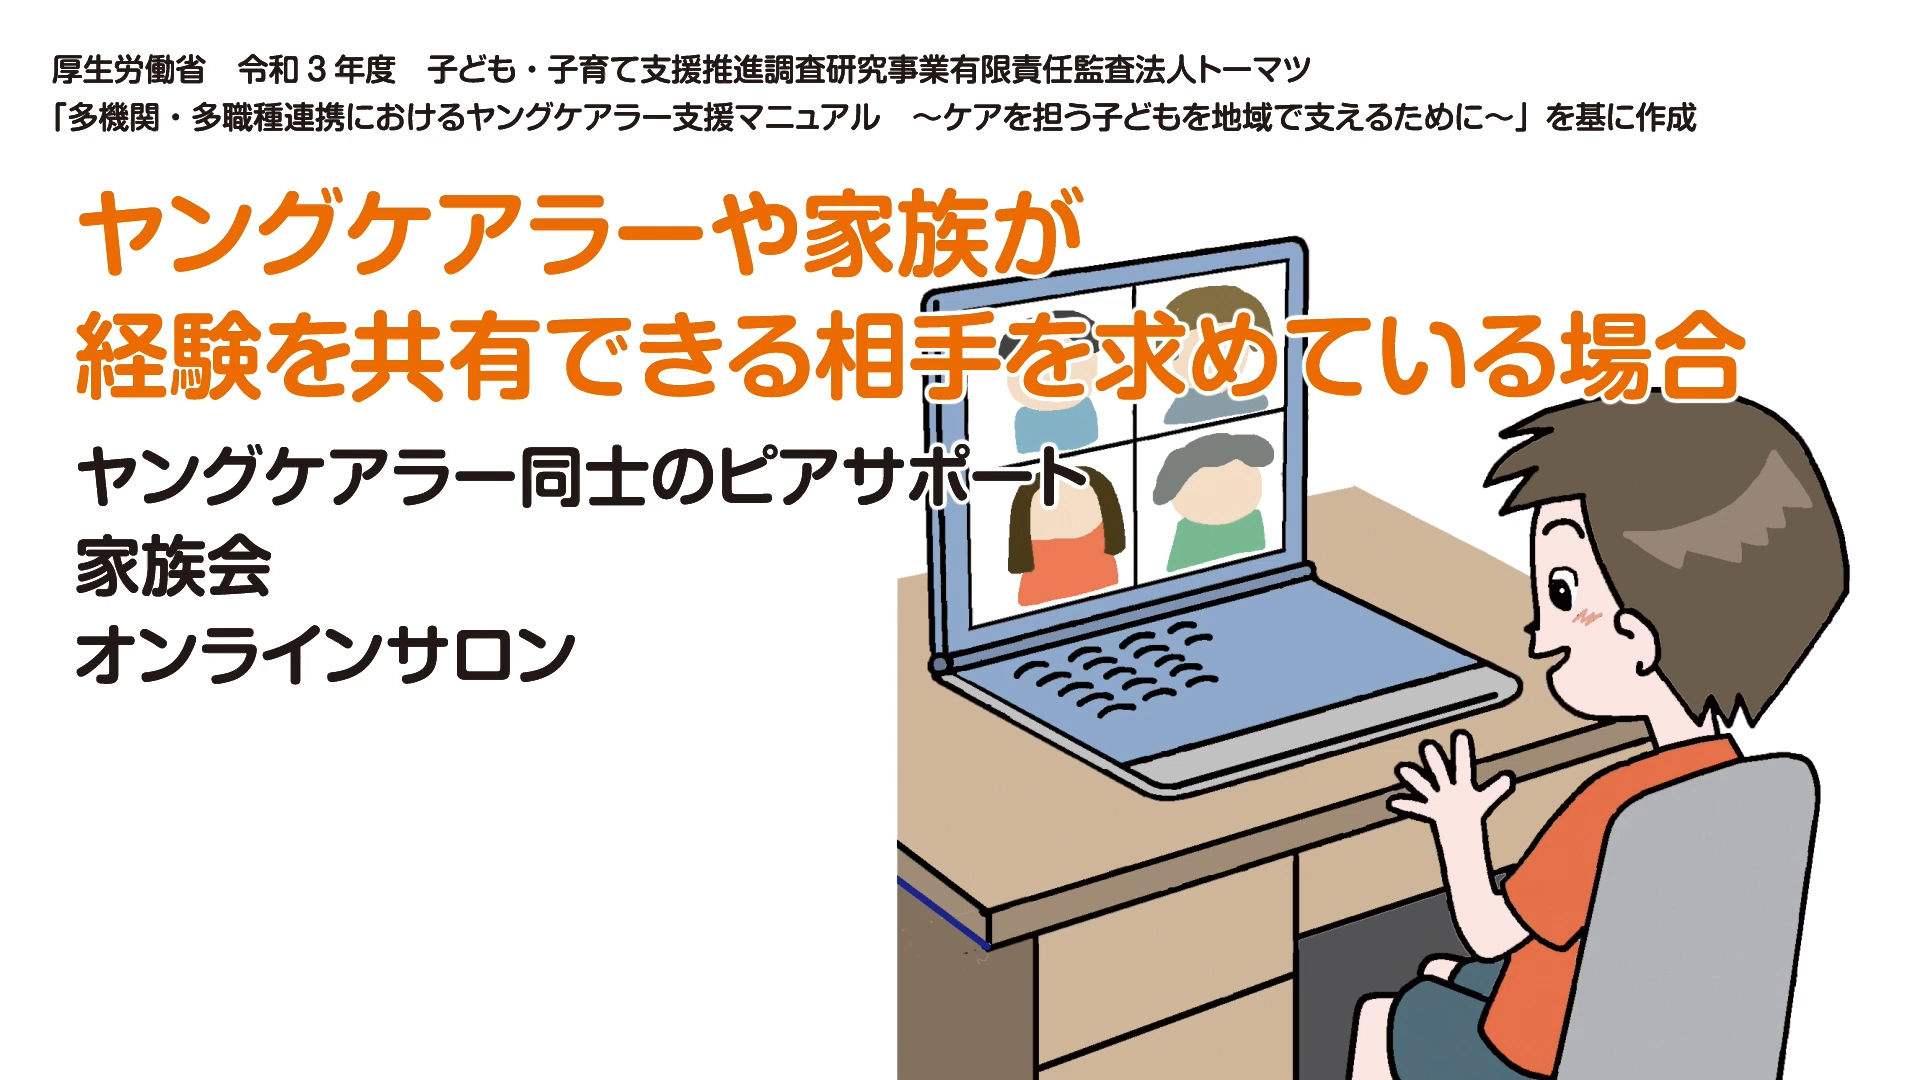 厚生労働省　令和３年度　子ども・子育て支援推進調査研究事業有限責任監査法人トーマツ
「多機関・多職種連携におけるヤングケアラー支援マニュアル　～ケアを担う子どもを地域で支えるために～」を基に作成
ヤングケアラーや家族が
経験を共有できる相手を求めている場合
ヤングケアラー同士のピアサポート
家族会
オンラインサロン